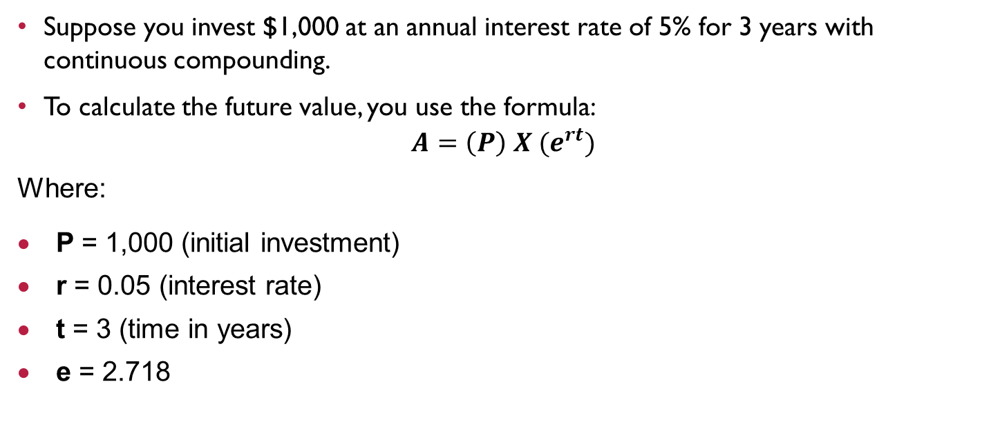 • Suppose you invest $1,000 at an annual interest rate of 5% for 3 years with
continuous compounding.
• To calculate the future value, you use the formula:
A = (P) X (e^{rt})
Where:
• P = 1,000 (initial investment)
• r = 0.05 (interest rate)
• t = 3 (time in years)
• e = 2.718